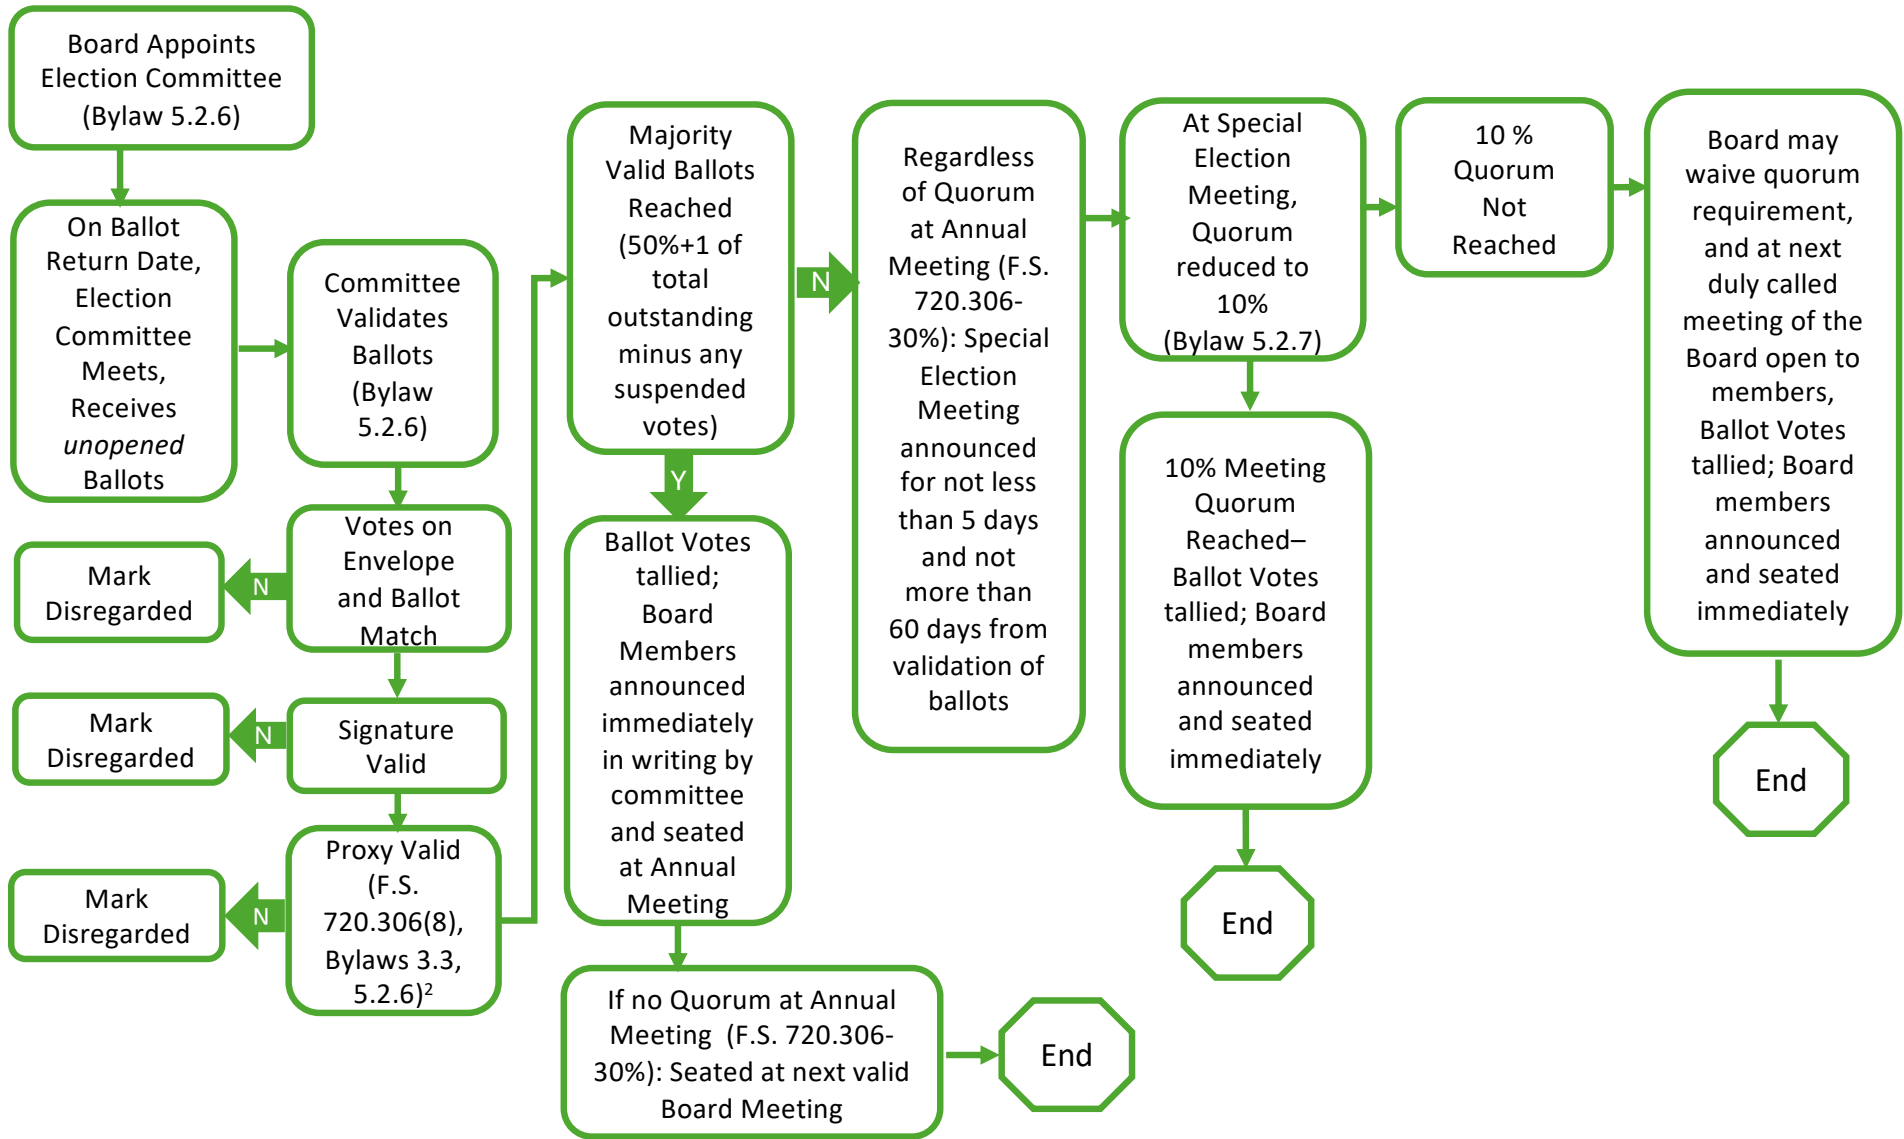 Board Appoints
Election Committee
(Bylaw 5.2.6)
On Ballot
Return Date,
Election
Committee
Meets,
Receives
unopened
Ballots
Committee
Validates
Ballots
(Bylaw
5.2.6)
Votes on
Envelope
and Ballot
Match
N
Mark
Disregarded
Signature
Valid
N
Mark
Disregarded
Proxy Valid
(F.S.
720.306(8),
Bylaws 3.3,
5.2.6)²
N
Mark
Disregarded
Majority
Valid Ballots
Reached
(50%+1 of
total
outstanding
minus any
suspended
votes)
Y
Ballot Votes
tallied;
Board
Members
announced
immediately
in writing by
committee
and seated
at Annual
Meeting
If no Quorum at Annual
Meeting (F.S. 720.306-
30%): Seated at next valid
Board Meeting
End
N
Regardless
of Quorum
at Annual
Meeting (F.S.
720.306-
30%): Special
Election
Meeting
announced
for not less
than 5 days
and not
more than
60 days from
validation of
ballots
At Special
Election
Meeting,
Quorum
reduced to
10%
(Bylaw 5.2.7)
10% Meeting
Quorum
Reached–
Ballot Votes
tallied; Board
members
announced
and seated
immediately
End
10 %
Quorum
Not
Reached
Board may
waive quorum
requirement,
and at next
duly called
meeting of the
Board open to
members,
Ballot Votes
tallied; Board
members
announced
and seated
immediately
End